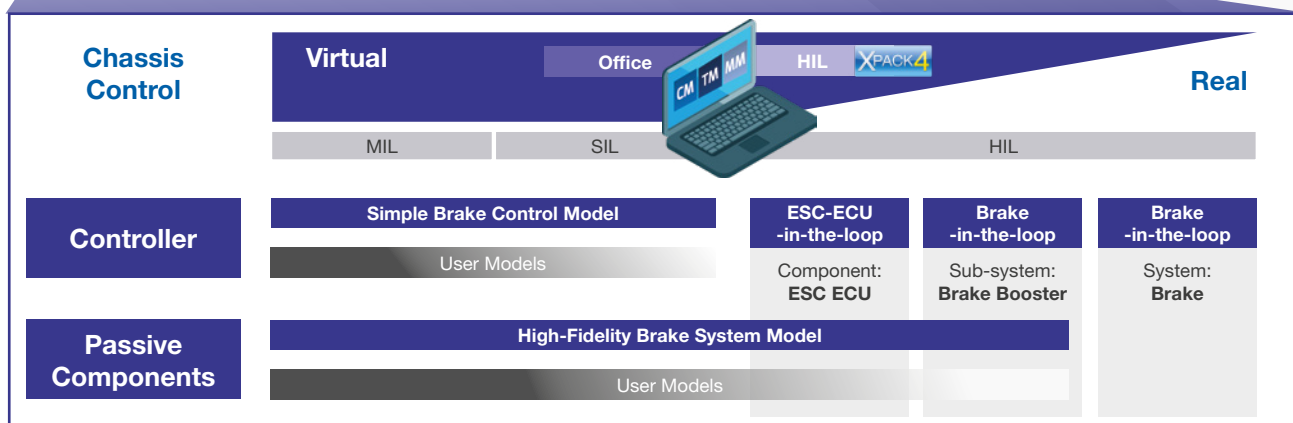 Chassis
Control
Virtual
Office
CM TM MM
HIL
XPACK4
Real
MIL
SIL
HIL
Controller
Simple Brake Control Model
User Models
ESC-ECU
-in-the-loop
Component:
ESC ECU
Brake
-in-the-loop
Sub-system:
Brake Booster
Brake
-in-the-loop
System:
Brake
Passive
Components
High-Fidelity Brake System Model
User Models